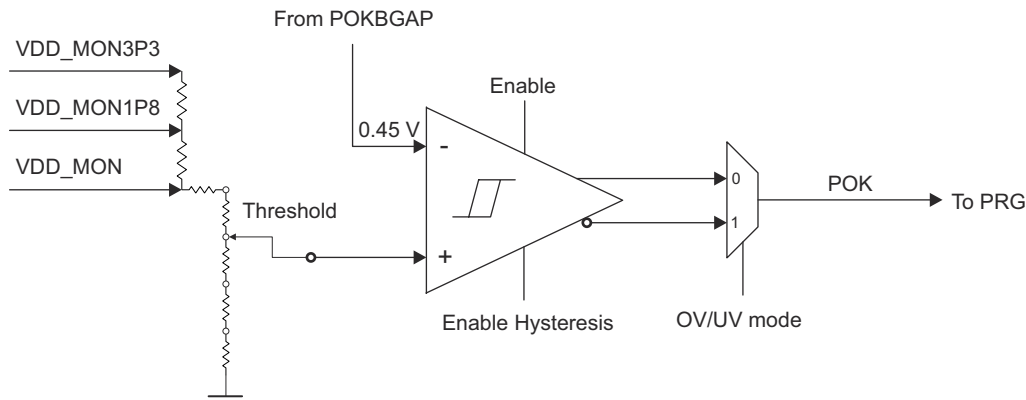 From POKBGAP
VDD_MON3P3
Enable
VDD_MON1P8
0.45 V
-
VDD_MON
0
POK
To PRG
Threshold
1
+
Enable Hysteresis
OV/UV mode